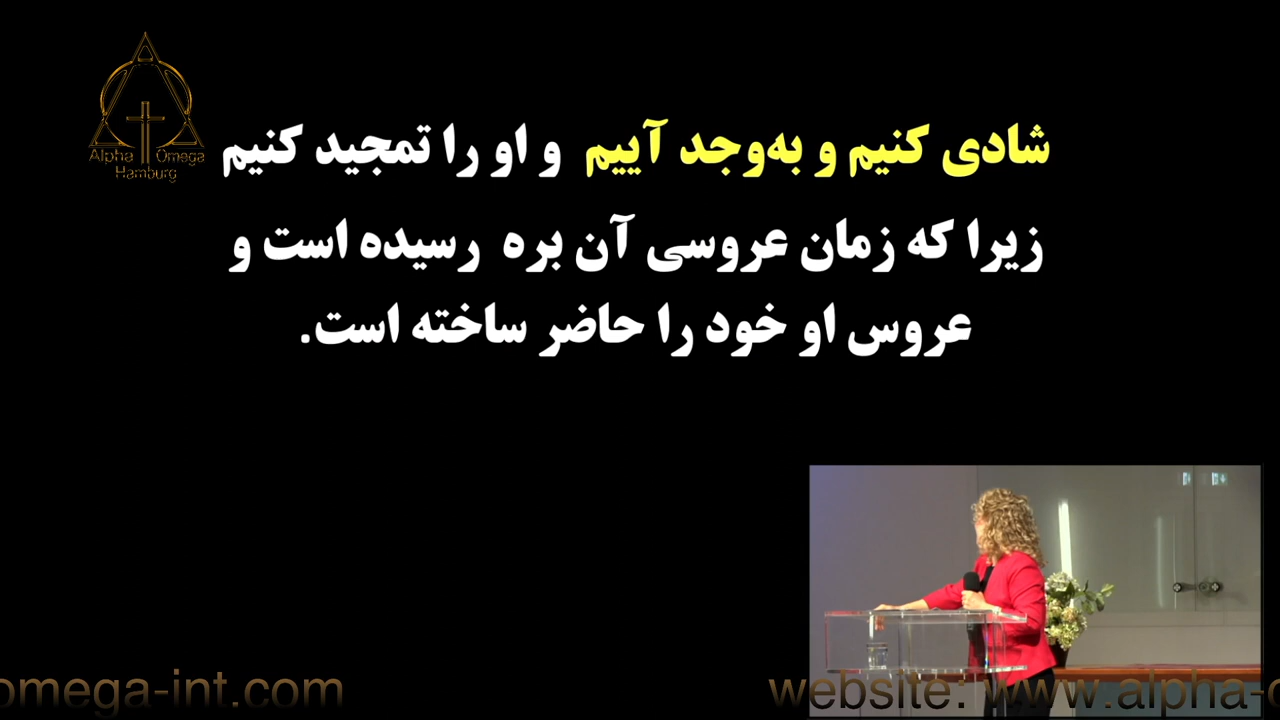 Alpha Omega
Hamburg
شادی کنیم و به‌وجد آییم و او را تمجید کنیم
زیرا که زمان عروسی آن بره رسیده است و
عروس او خود را حاضر ساخته است.
omega-int.com website: www.alpha-o